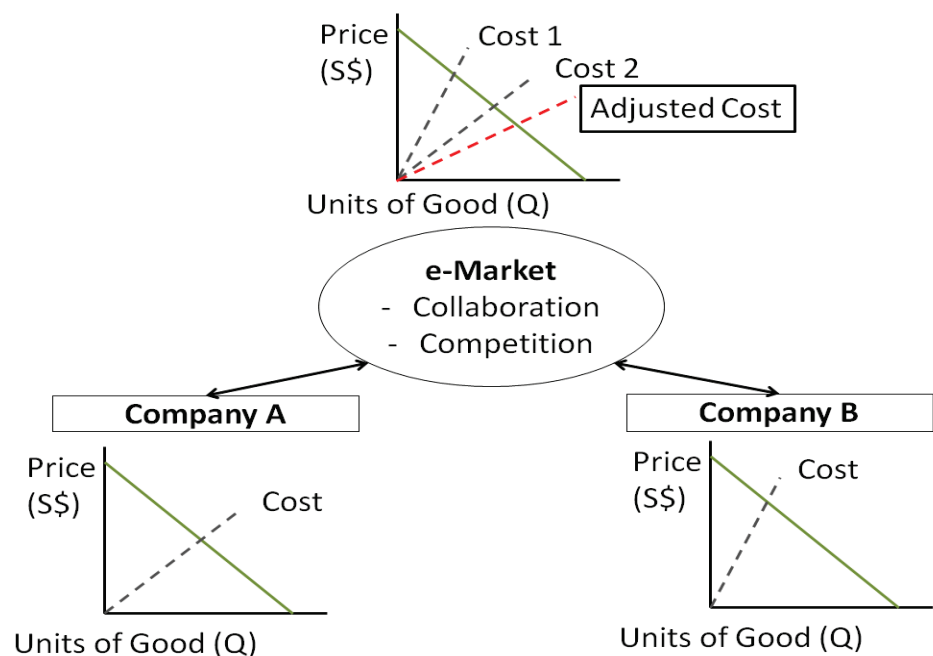 Price
(S$)
Cost 1
Cost 2
Adjusted Cost
Units of Good (Q)
e-Market
- Collaboration
- Competition
Company A
Price
(S$)
Cost
Units of Good (Q)
Company B
Price
(S$)
Cost
Units of Good (Q)